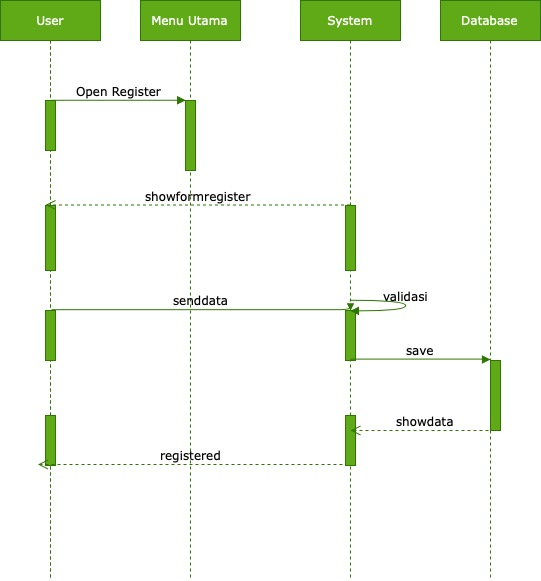 User
Menu Utama
System
Database
Open Register
showformregister
senddata
validasi
save
showdata
registered